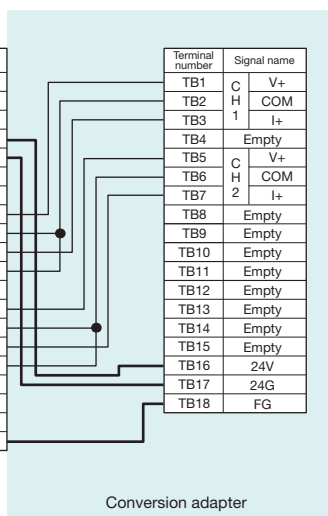 Terminal number Signal name
TB1 CH1 V+
TB2 COM
TB3 I+
TB4 Empty
TB5 CH2 V+
TB6 COM
TB7 I+
TB8 Empty
TB9 Empty
TB10 Empty
TB11 Empty
TB12 Empty
TB13 Empty
TB14 Empty
TB15 Empty
TB16 24V
TB17 24G
TB18 FG
Conversion adapter